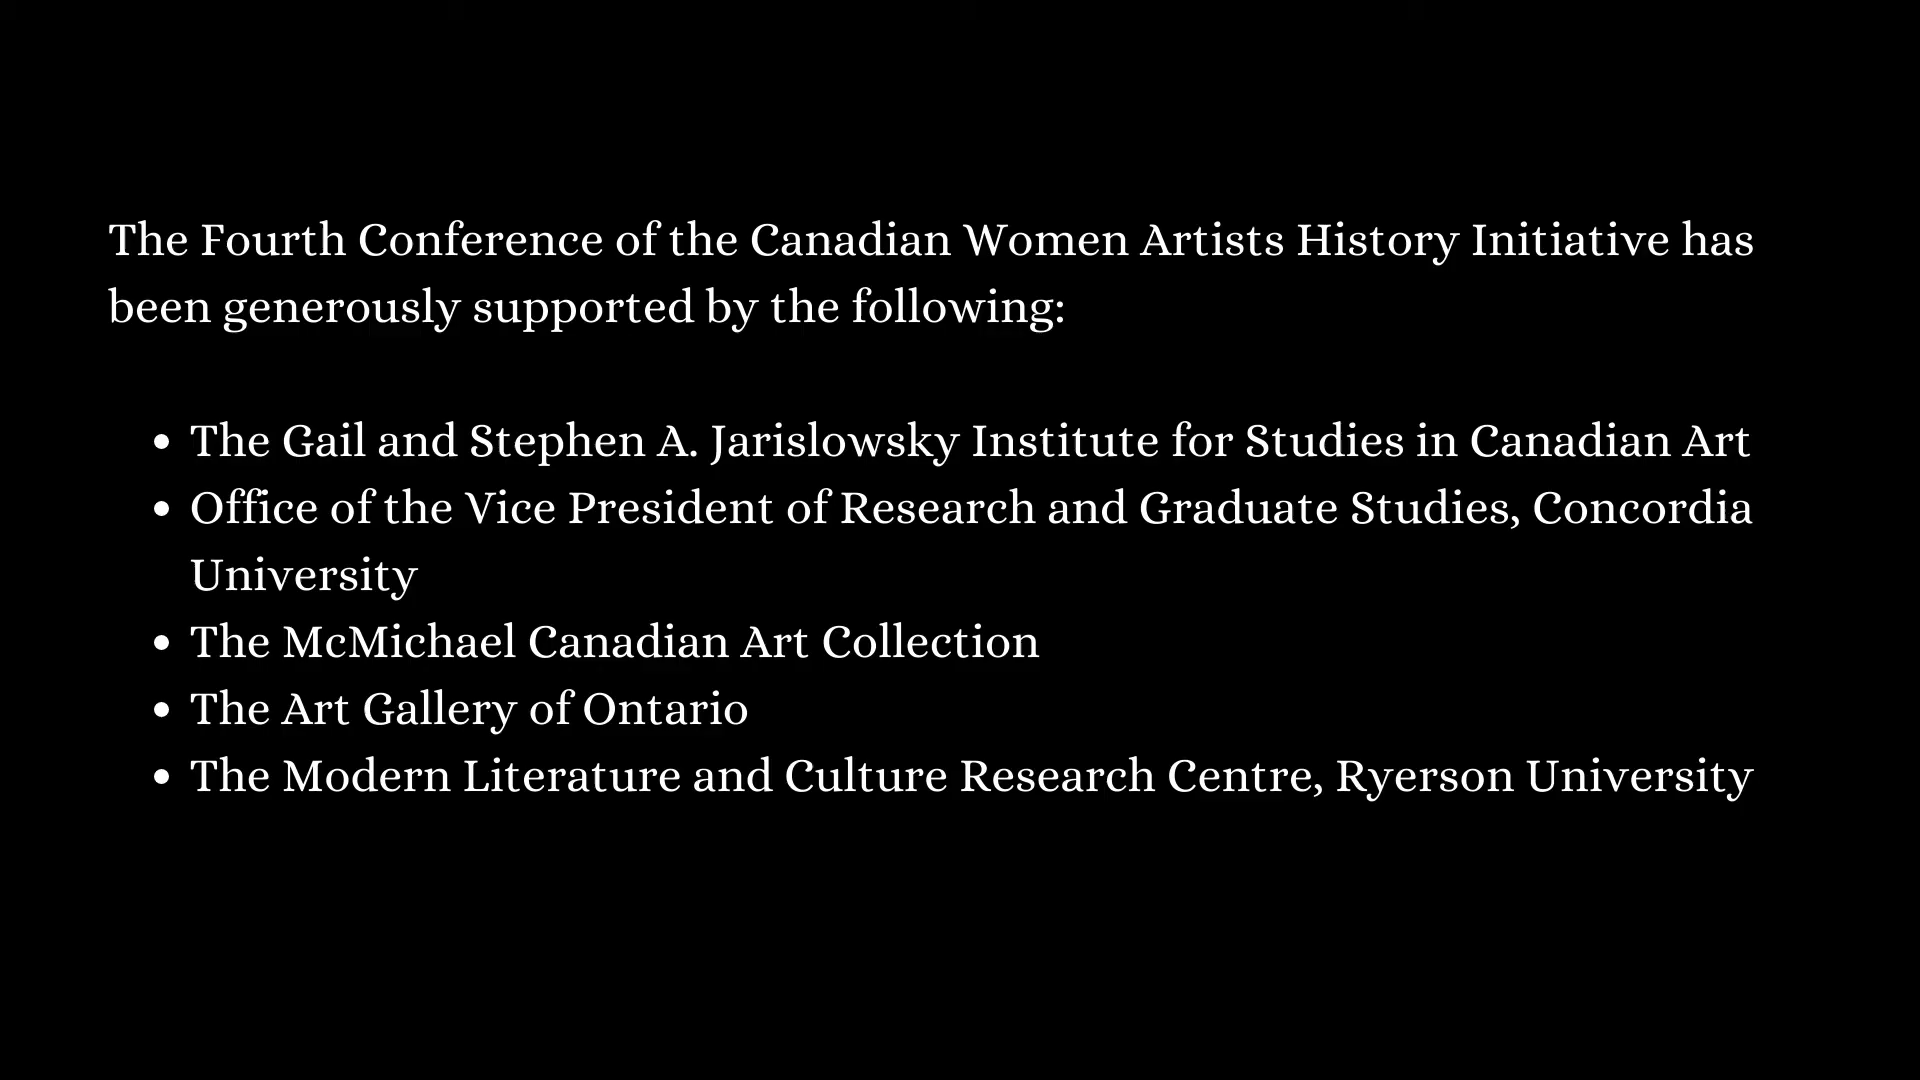 The Fourth Conference of the Canadian Women Artists History Initiative has
been generously supported by the following:
• The Gail and Stephen A. Jarislowsky Institute for Studies in Canadian Art
• Office of the Vice President of Research and Graduate Studies, Concordia
University
• The McMichael Canadian Art Collection
• The Art Gallery of Ontario
• The Modern Literature and Culture Research Centre, Ryerson University